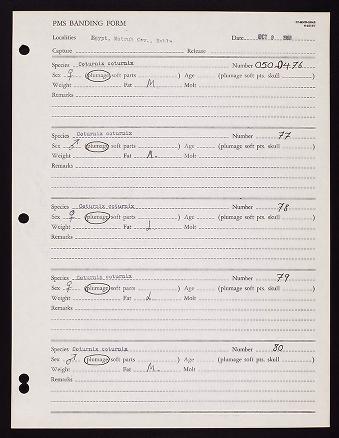 PMS BANDING FORM
Localities Egypt, Matruh Gov., Date OCT
Capture Release
Species Coturnix coturnix Number 050-0476
Sex ♀ (plumage soft parts ) Age (plumage soft pts. skull )
Weight Fat M Molt
Remarks
Species Coturnix coturnix Number 77
Sex ♂ (plumage soft parts ) Age (plumage soft pts. skull )
Weight Fat M Molt
Remarks
Species Coturnix coturnix Number 78
Sex ♀ (plumage soft parts ) Age (plumage soft pts. skull )
Weight Fat L Molt
Remarks
Species Coturnix coturnix Number 79
Sex ♀ (plumage soft parts ) Age (plumage soft pts. skull )
Weight Fat L Molt
Remarks
Species Coturnix coturnix Number 80
Sex ♂ (plumage soft parts ) Age (plumage soft pts. skull )
Weight Fat M Molt
Remarks